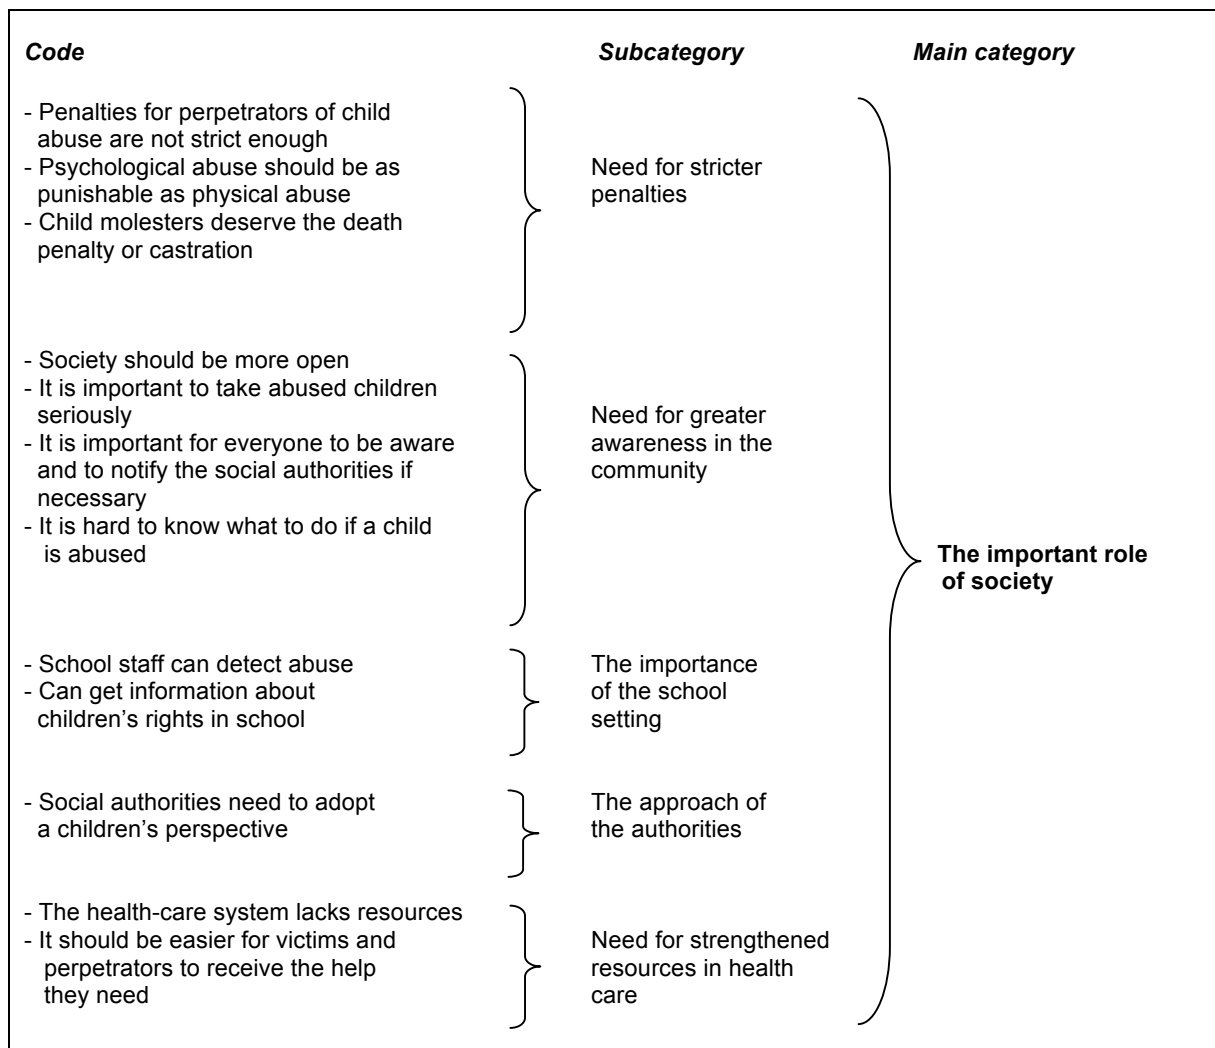 Code Subcategory Main category
- Penalties for perpetrators of child
abuse are not strict enough
- Psychological abuse should be as
punishable as physical abuse
- Child molesters deserve the death
penalty or castration
Need for stricter
penalties
- Society should be more open
- It is important to take abused children
seriously
- It is important for everyone to be aware
and to notify the social authorities if
necessary
- It is hard to know what to do if a child
is abused
Need for greater
awareness in the
community
- School staff can detect abuse
- Can get information about
children’s rights in school
The importance
of the school
setting
- Social authorities need to adopt
a children’s perspective
The approach of
the authorities
- The health-care system lacks resources
- It should be easier for victims and
perpetrators to receive the help
they need
Need for strengthened
resources in health
care
The important role
of society